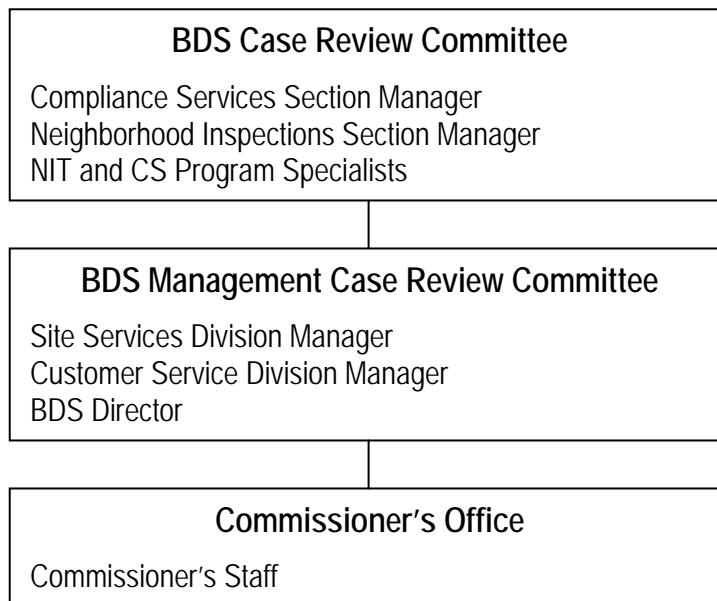 BDS Case Review Committee
Compliance Services Section Manager
Neighborhood Inspections Section Manager
NIT and CS Program Specialists
BDS Management Case Review Committee
Site Services Division Manager
Customer Service Division Manager
BDS Director
Commissioner's Office
Commissioner's Staff